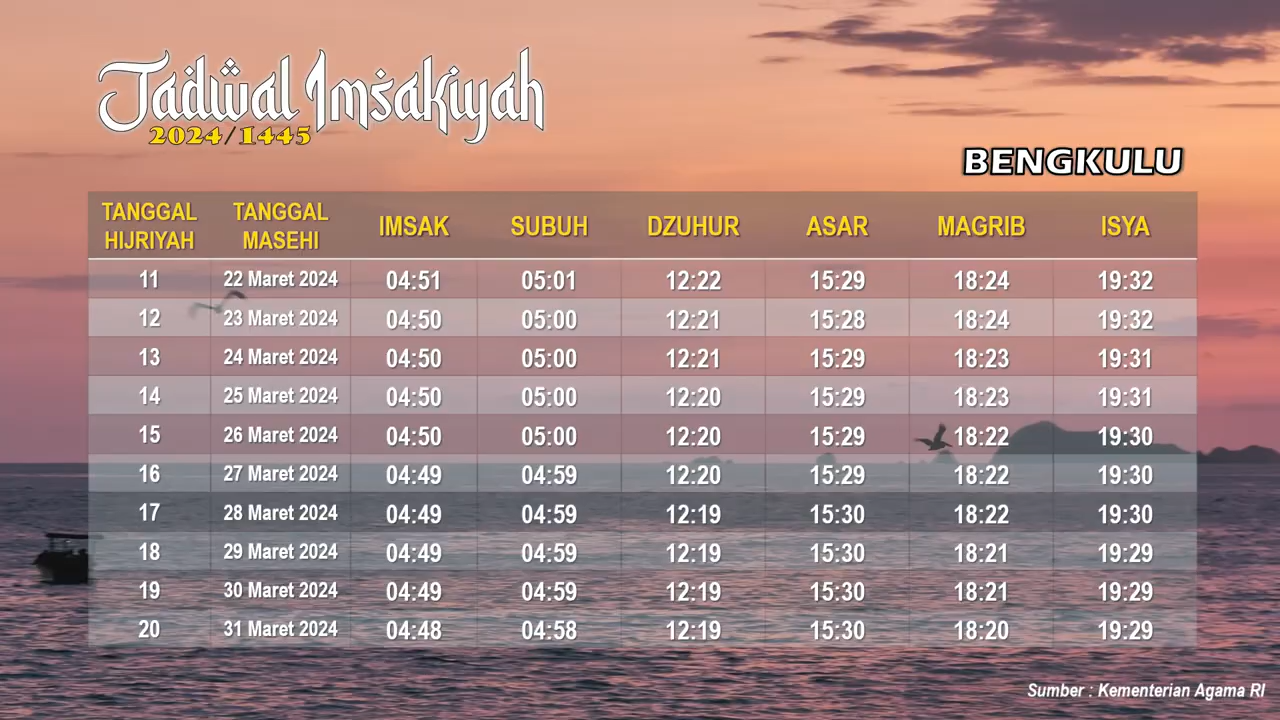 Jadwal Imsakiyah
2024/1445
BENGKULU
TANGGAL HIJRIYAH TANGGAL MASEHI IMSAK SUBUH DZUHUR ASAR MAGRIB ISYA
11 22 Maret 2024 04:51 05:01 12:22 15:29 18:24 19:32
12 23 Maret 2024 04:50 05:00 12:21 15:28 18:24 19:32
13 24 Maret 2024 04:50 05:00 12:21 15:29 18:23 19:31
14 25 Maret 2024 04:50 05:00 12:20 15:29 18:23 19:31
15 26 Maret 2024 04:50 05:00 12:20 15:29 18:22 19:30
16 27 Maret 2024 04:49 04:59 12:20 15:29 18:22 19:30
17 28 Maret 2024 04:49 04:59 12:19 15:30 18:22 19:30
18 29 Maret 2024 04:49 04:59 12:19 15:30 18:21 19:29
19 30 Maret 2024 04:49 04:59 12:19 15:30 18:21 19:29
20 31 Maret 2024 04:48 04:58 12:19 15:30 18:20 19:29
Sumber : Kementerian Agama RI